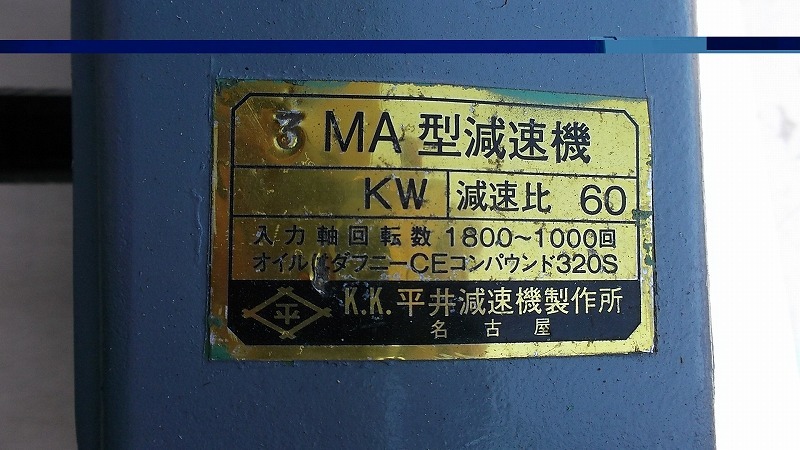 3 MA 型減速機
KW 減速比 60
入力軸回転数 1800～1000回
オイルはダフニーCEコンパウンド320S
平 K.K.平井減速機製作所
名古屋